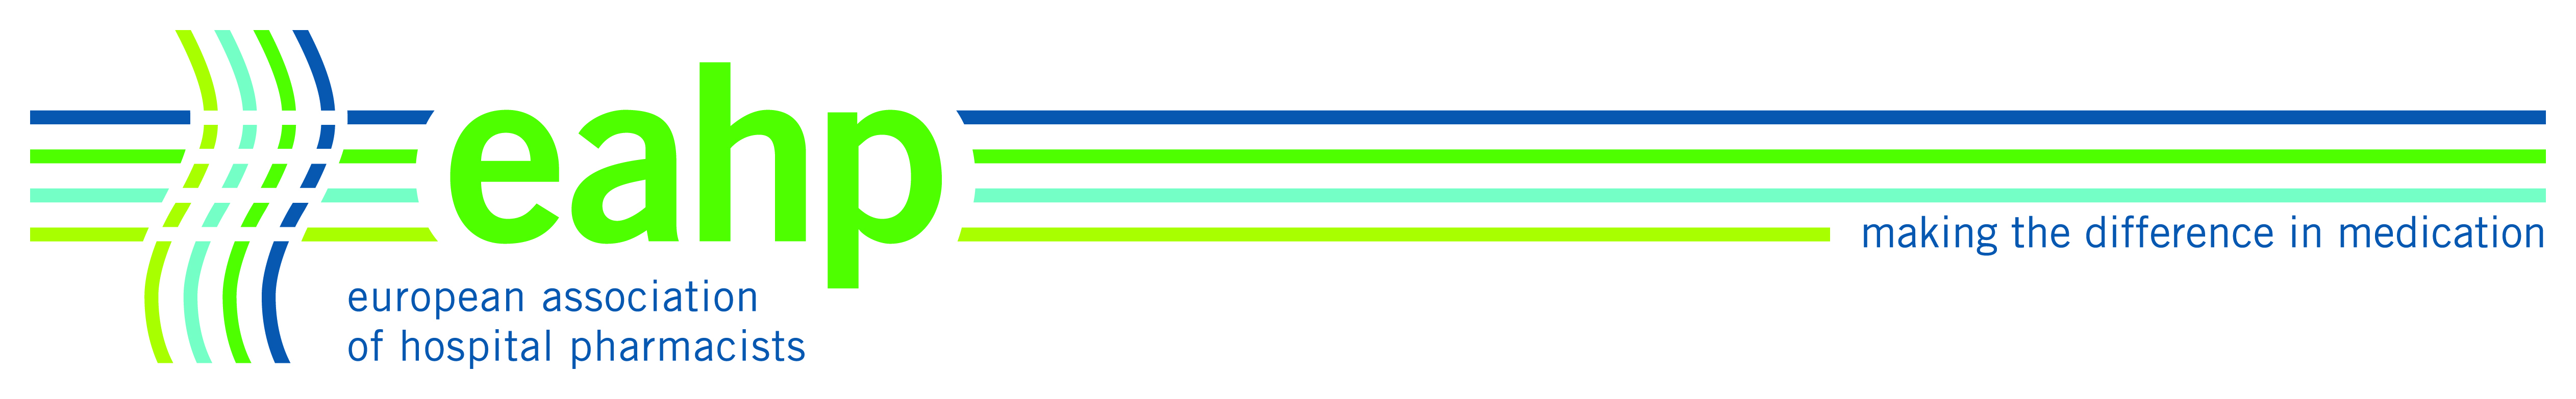 eahp
making the difference in medication
european association
of hospital pharmacists